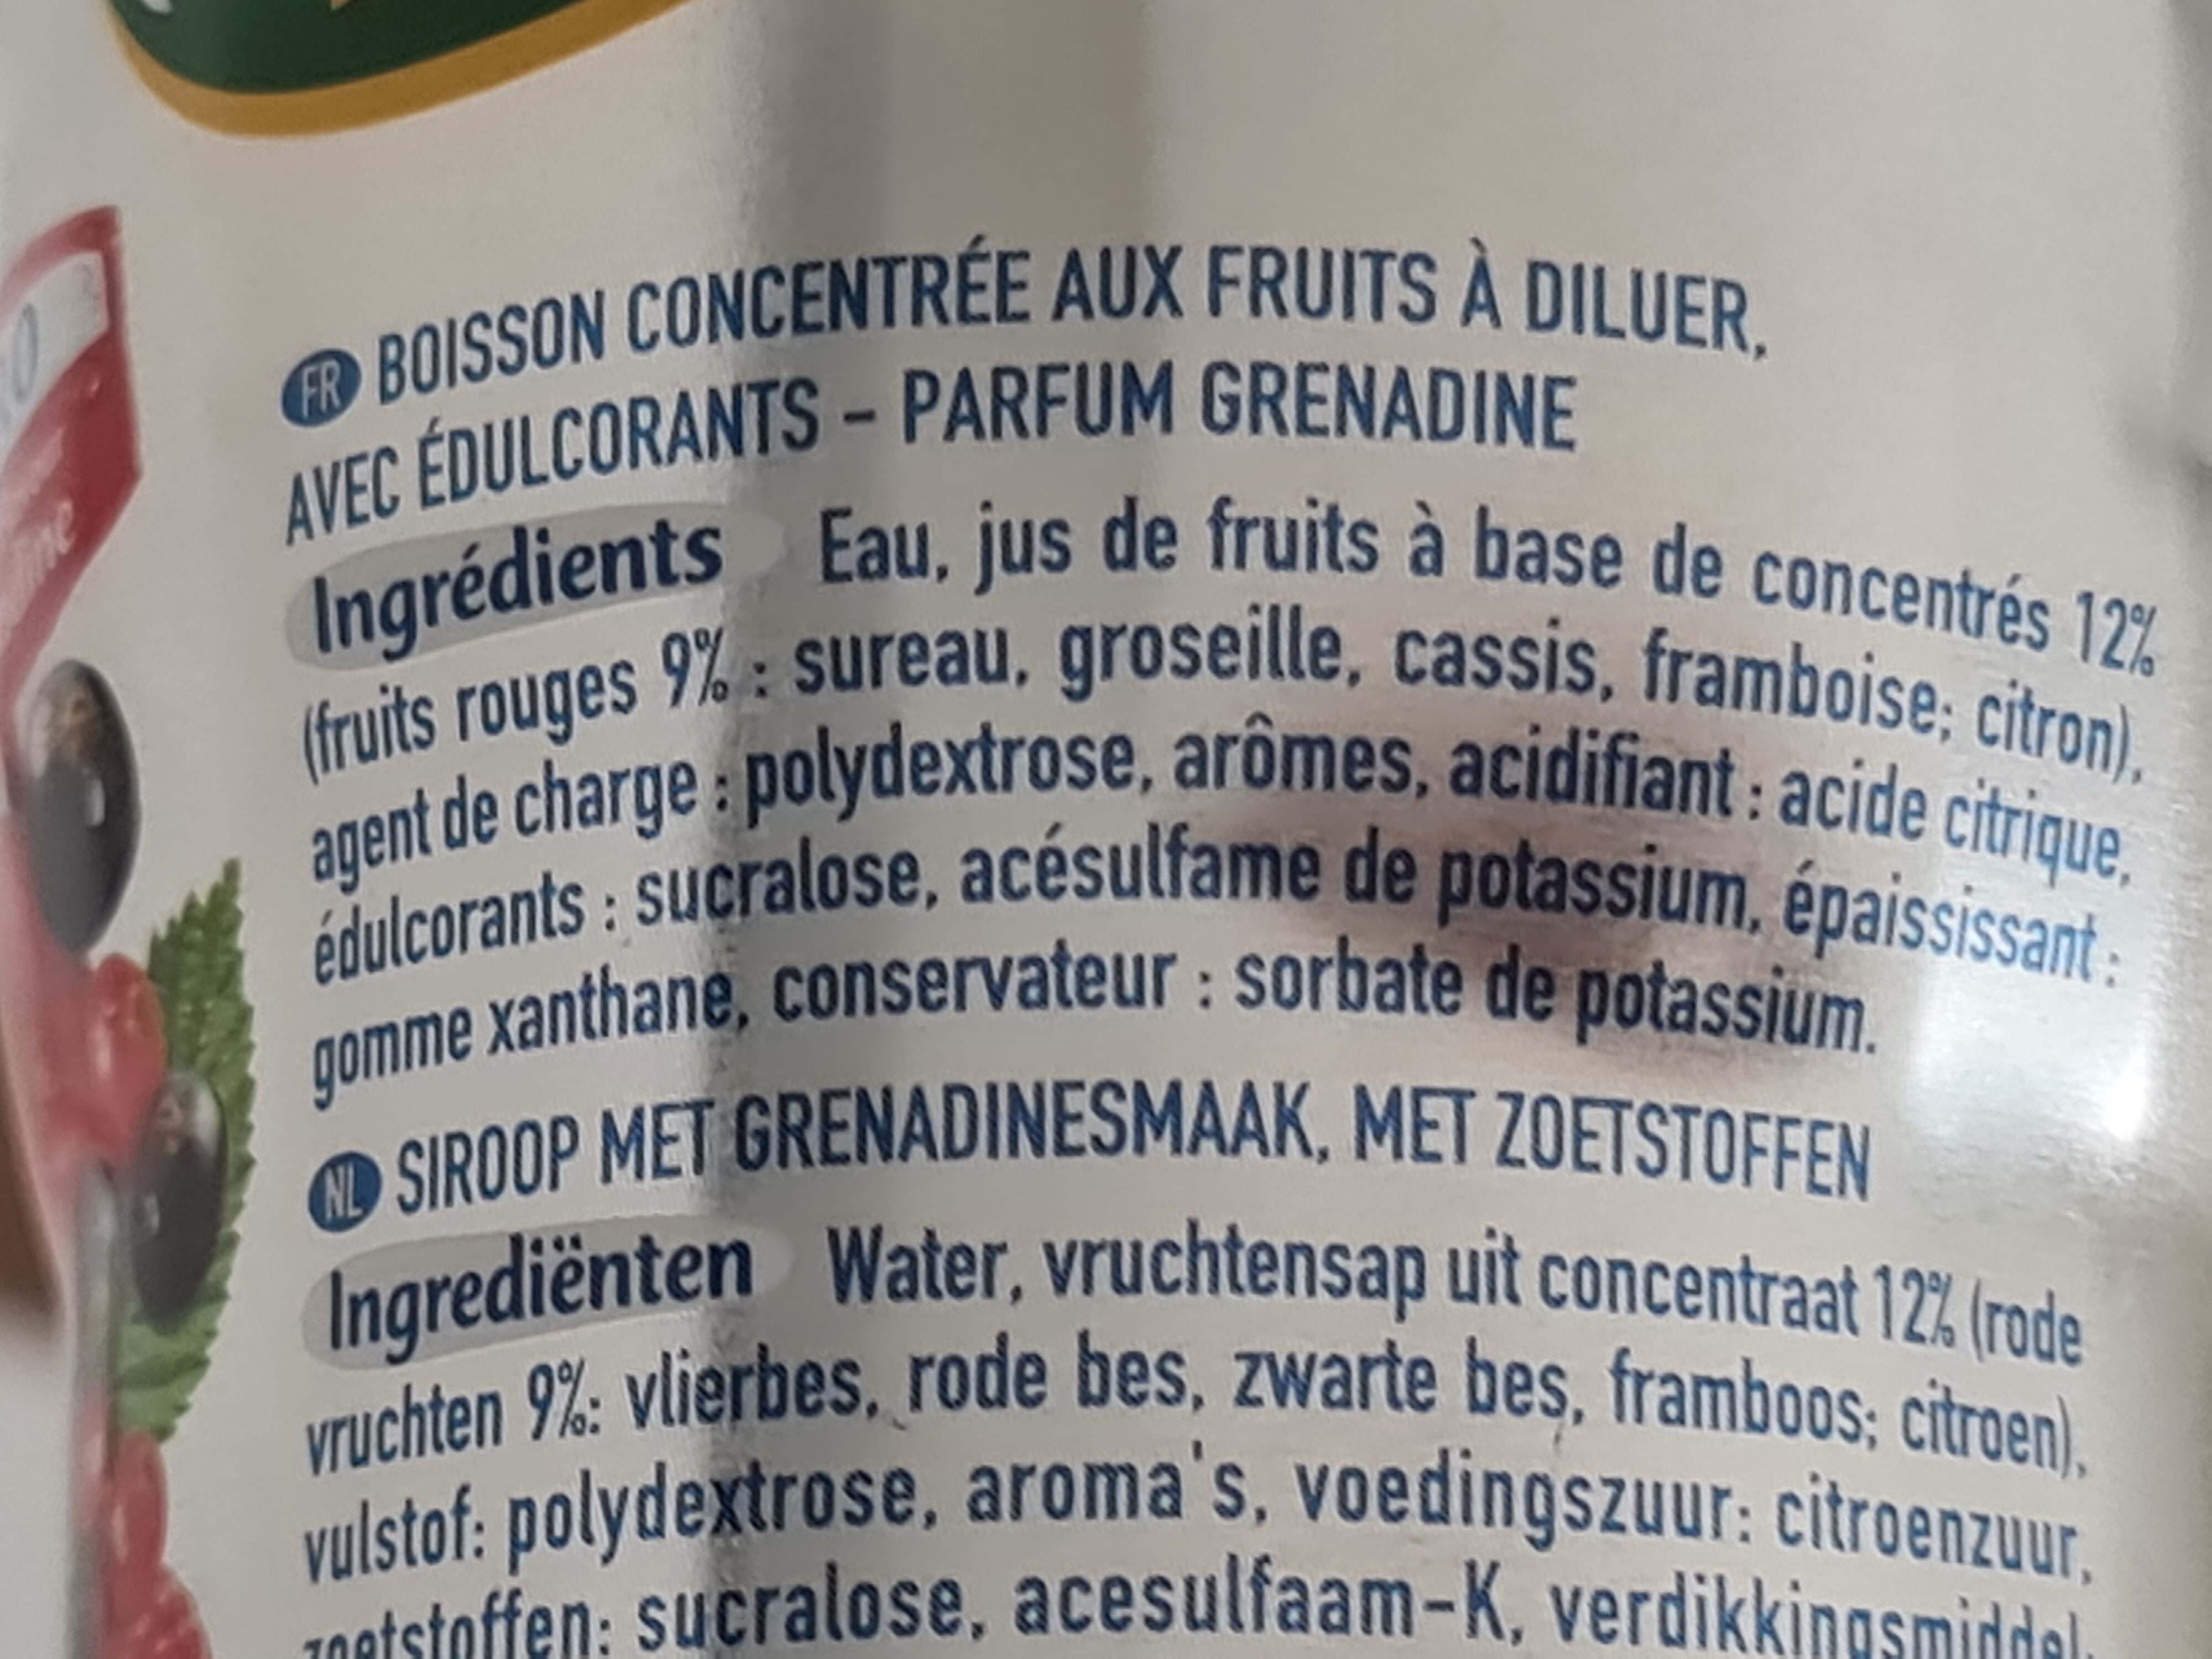 FR BOISSON CONCENTRÉE AUX FRUITS À DILUER,
AVEC ÉDULCORANTS – PARFUM GRENADINE
Ingrédients Eau, jus de fruits à base de concentrés 12%
(fruits rouges 9% : sureau, groseille, cassis, framboise; citron),
agent de charge : polydextrose, arômes, acidifiant : acide citrique,
édulcorants : sucralose, acésulfame de potassium, épaississant :
gomme xanthane, conservateur : sorbate de potassium.
NL SIROOP MET GRENADINESMAAK, MET ZOETSTOFFEN
Ingrediënten Water, vruchtensap uit concentraat 12% (rode
vruchten 9%: vlierbes, rode bes, zwarte bes, framboos; citroen),
vulstof: polydextrose, aroma's, voedingszuur: citroenzuur,
zoetstoffen: sucralose, acesulfaam-K, verdikkingsmiddel: